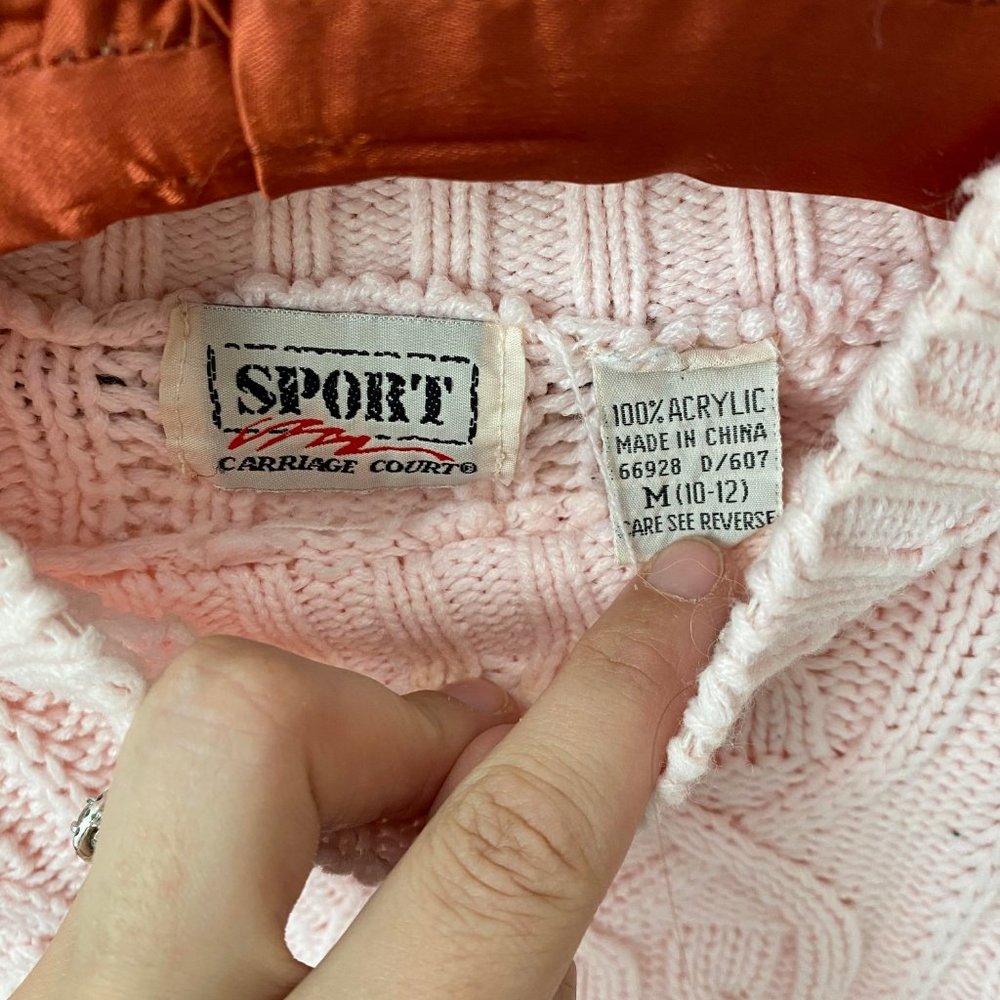 SPORT
CARRIAGE COURT®
100% ACRYLIC
MADE IN CHINA
66928 D/607
M (10-12)
CARE SEE REVERSE